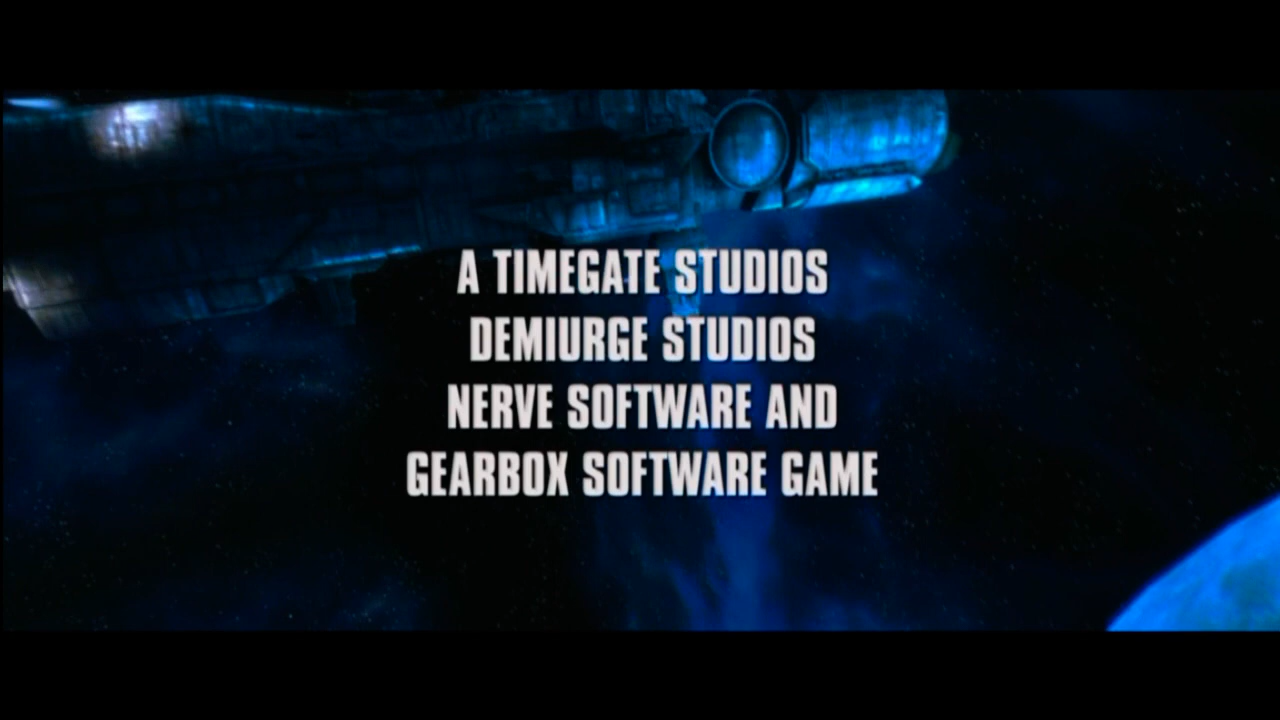 A TIMEGATE STUDIOS
DEMIURGE STUDIOS
NERVE SOFTWARE AND
GEARBOX SOFTWARE GAME